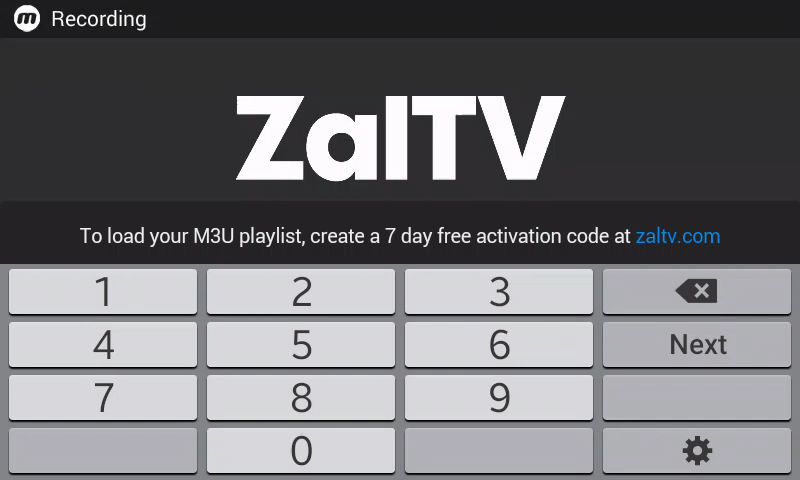 Recording
ZalTV
To load your M3U playlist, create a 7 day free activation code at zaltv.com
1 2 3
4 5 6 Next
7 8 9
0